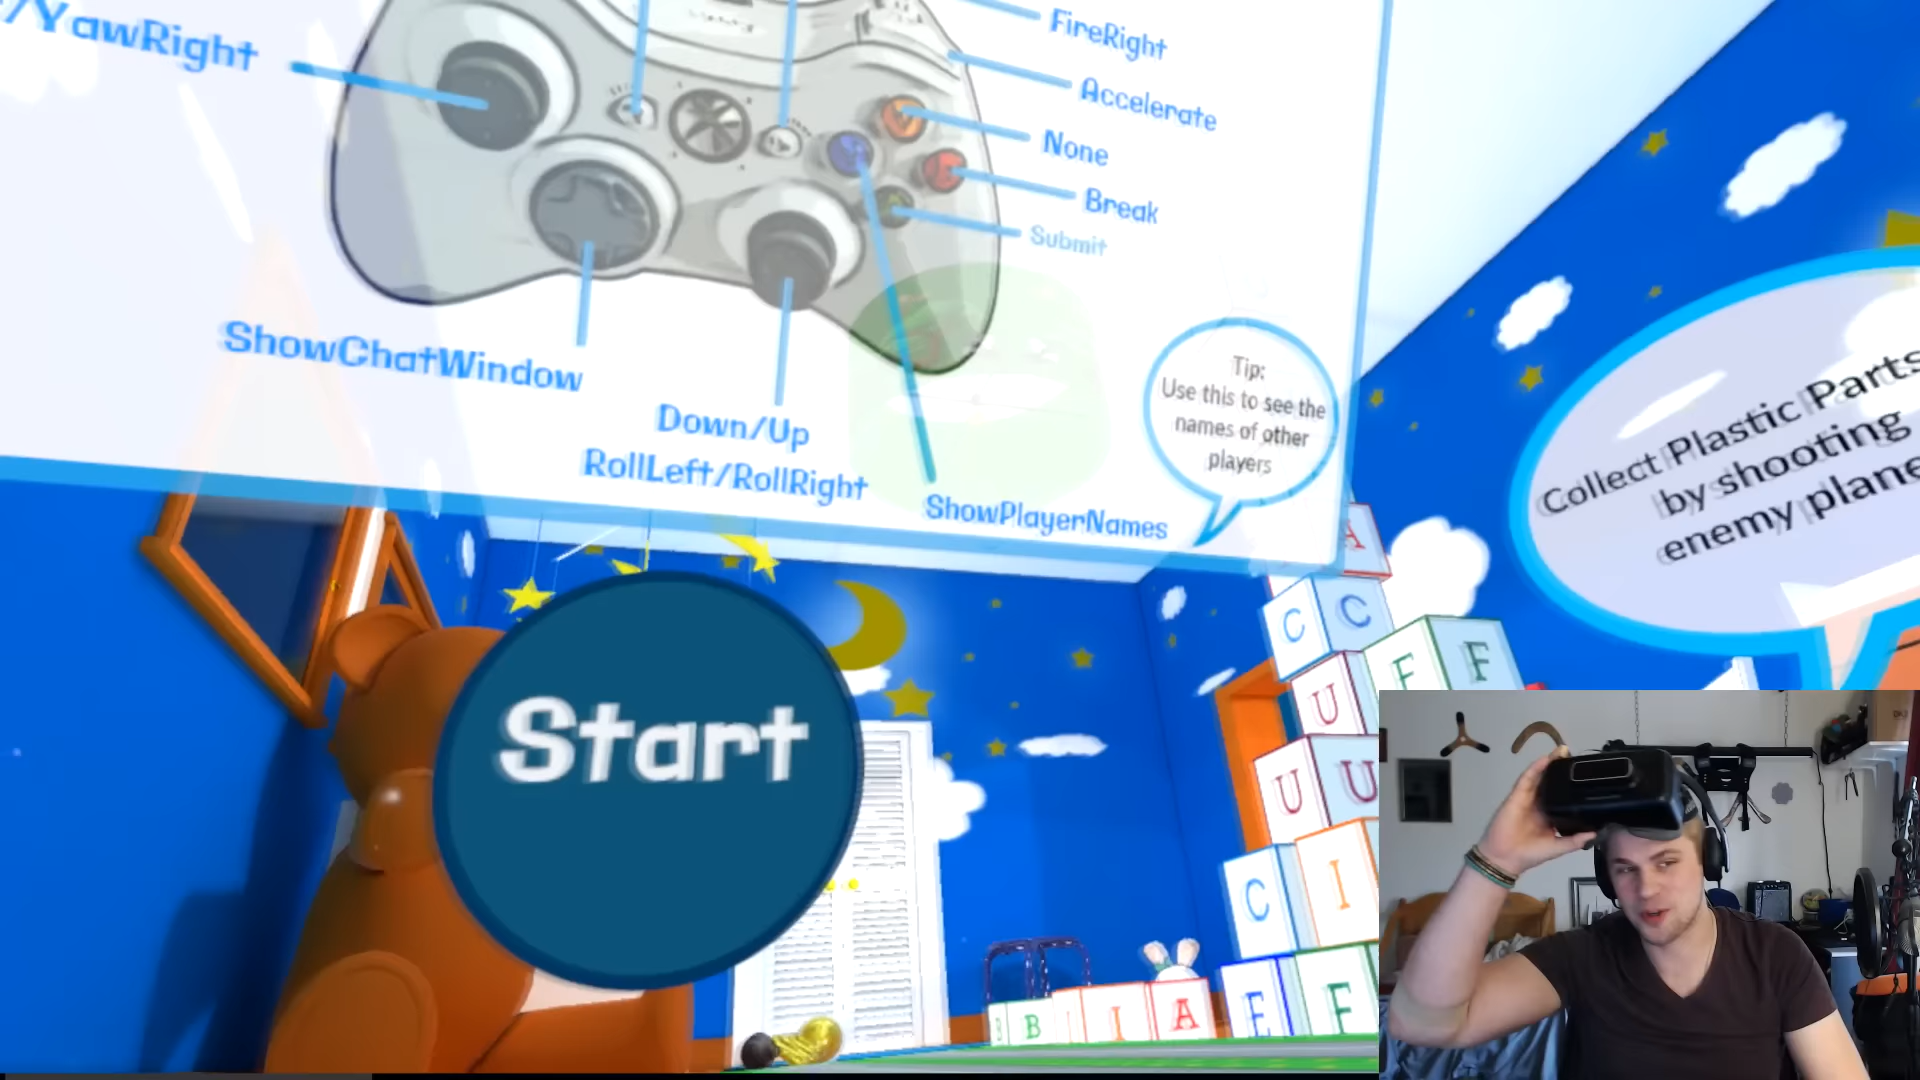 /YawRight
FireRight
Accelerate
None
Break
Submit
ShowChatWindow
Down/Up
RollLeft/RollRight
ShowPlayerNames
Tip:
Use this to see the
names of other
players
Collect Plastic Parts
by shooting
enemy plane
Start
A
C C
F F
U
U U
C I
B I A E F